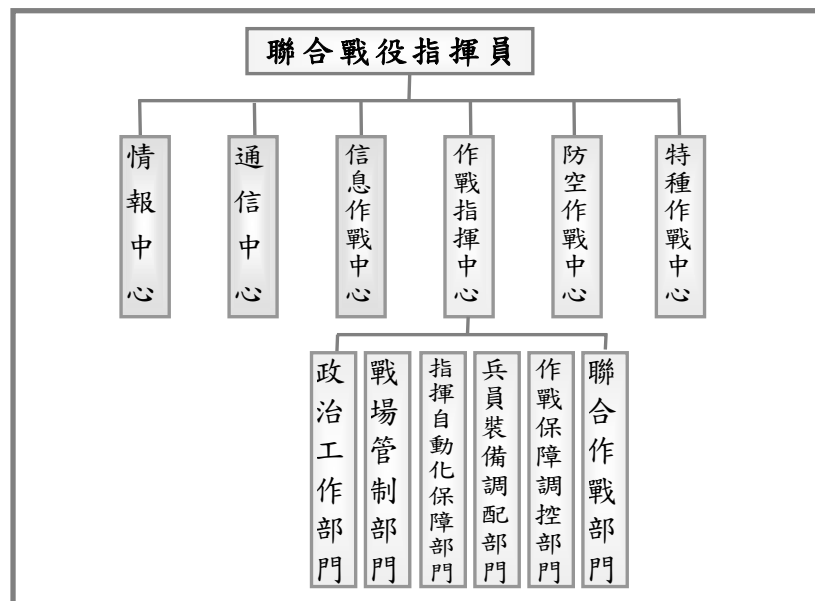 聯合戰役指揮員
情報中心
通信中心
信息作戰中心
作戰指揮中心
防空作戰中心
特種作戰中心
政治工作部門
戰場管制部門
指揮自動化保障部門
兵員裝備調配部門
作戰保障調控部門
聯合作戰部門